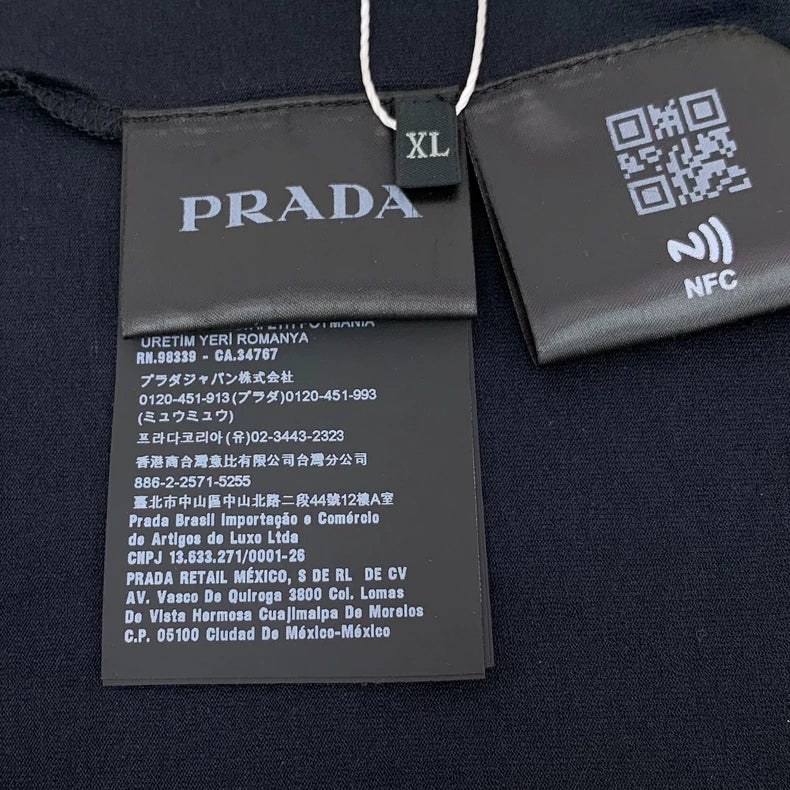 XL
PRADA
NFC
ÜRETİM YERİ ROMANYA
RN.98339 - CA.34767
プラダジャパン株式会社
0120-451-913(プラダ)0120-451-993
(ミュウミュウ)
프라다코리아(유)02-3443-2323
香港商台灣意比有限公司台灣分公司
886-2-2571-5255
臺北市中山區中山北路二段44號12樓A室
Prada Brasil Importação e Comércio
de Artigos de Luxo Ltda
CNPJ 13.633.271/0001-26
PRADA RETAIL MÉXICO, S DE RL DE CV
AV. Vasco De Quiroga 3800 Col. Lomas
De Vista Hermosa Cuajimalpa De Morelos
C.P. 05100 Ciudad De México-México